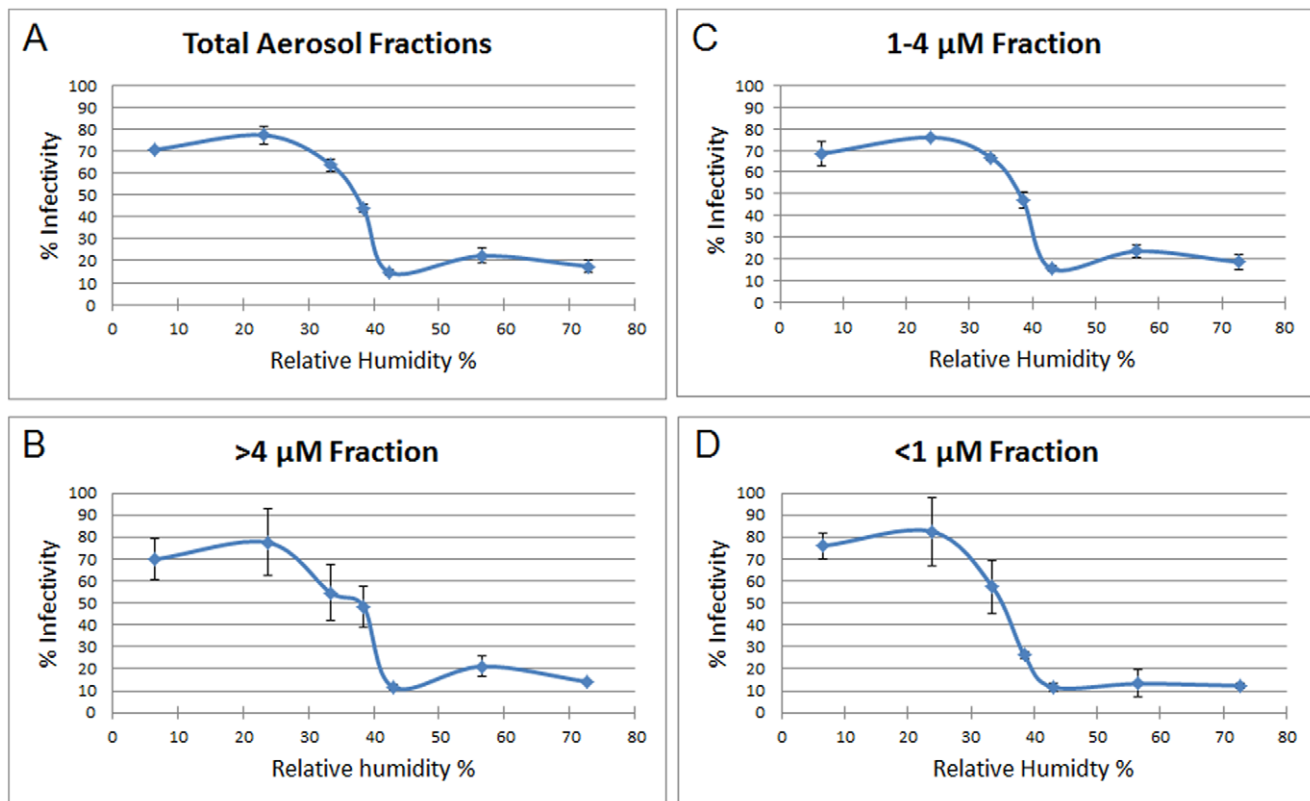 A
Total Aerosol Fractions
% Infectivity
100
90
80
70
60
50
40
30
20
10
0
0 10 20 30 40 50 60 70 80
Relative Humidity %
C
1-4 µM Fraction
% Infectivity
100
90
80
70
60
50
40
30
20
10
0
0 10 20 30 40 50 60 70 80
Relative Humidity %
B
>4 µM Fraction
% Infectivity
100
90
80
70
60
50
40
30
20
10
0
0 10 20 30 40 50 60 70 80
Relative humidity %
D
<1 µM Fraction
% Infectivity
100
90
80
70
60
50
40
30
20
10
0
0 10 20 30 40 50 60 70 80
Relative Humidty %